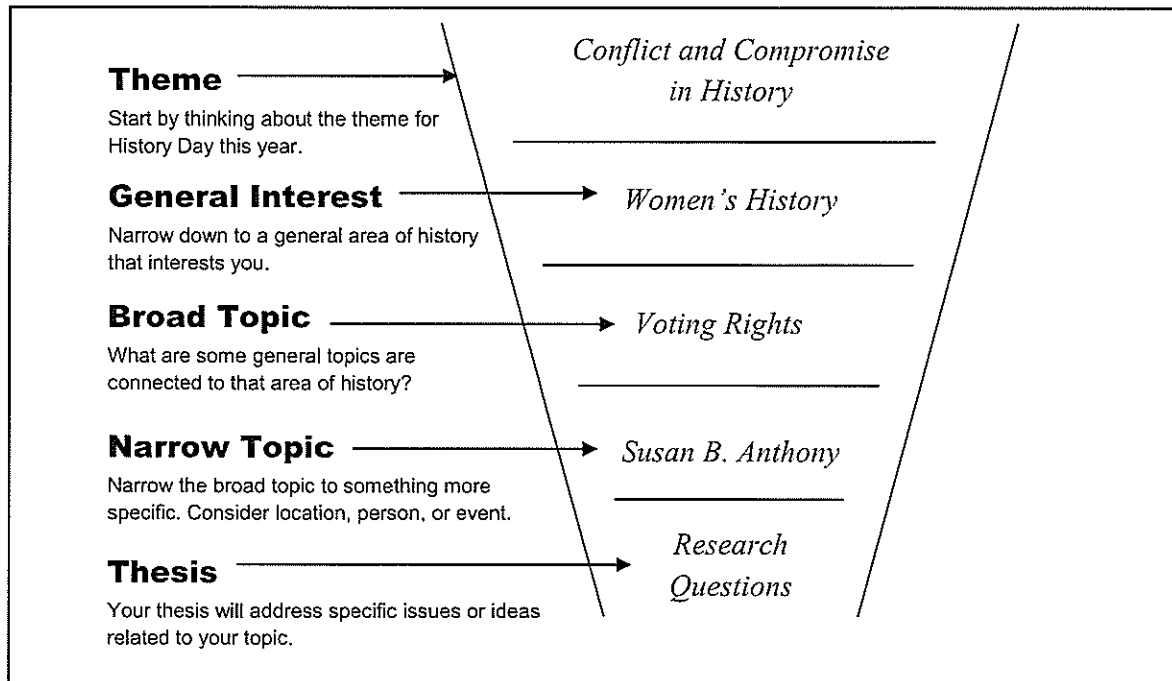 Theme
Start by thinking about the theme for
History Day this year.
Conflict and Compromise
in History
General Interest
Narrow down to a general area of history
that interests you.
Women's History
Broad Topic
What are some general topics are
connected to that area of history?
Voting Rights
Narrow Topic
Narrow the broad topic to something more
specific. Consider location, person, or event.
Susan B. Anthony
Thesis
Your thesis will address specific issues or ideas
related to your topic.
Research
Questions